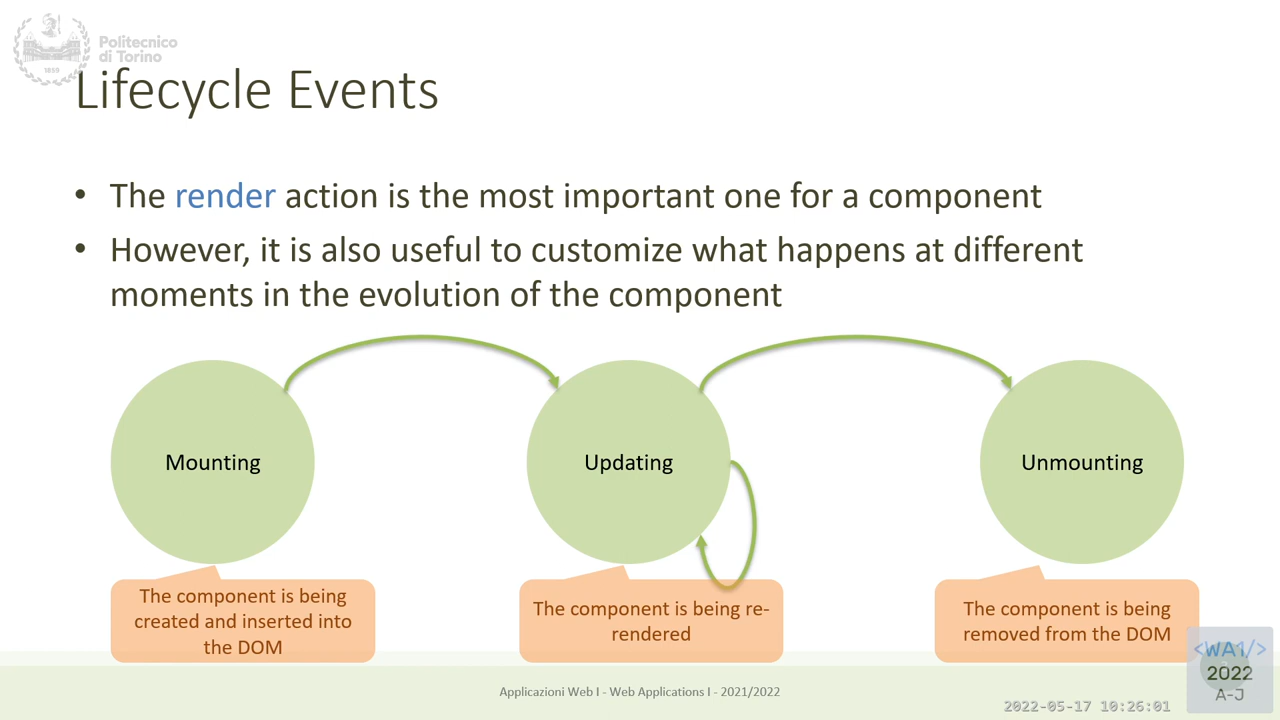 Politecnico
di Torino
1859
Lifecycle Events
• The render action is the most important one for a component
• However, it is also useful to customize what happens at different
moments in the evolution of the component
Mounting
Updating
Unmounting
The component is being
created and inserted into
the DOM
The component is being re-
rendered
The component is being
removed from the DOM
<WA1/>
2022
A-J
Applicazioni Web I - Web Applications I - 2021/2022
2022-05-17 10:26:01